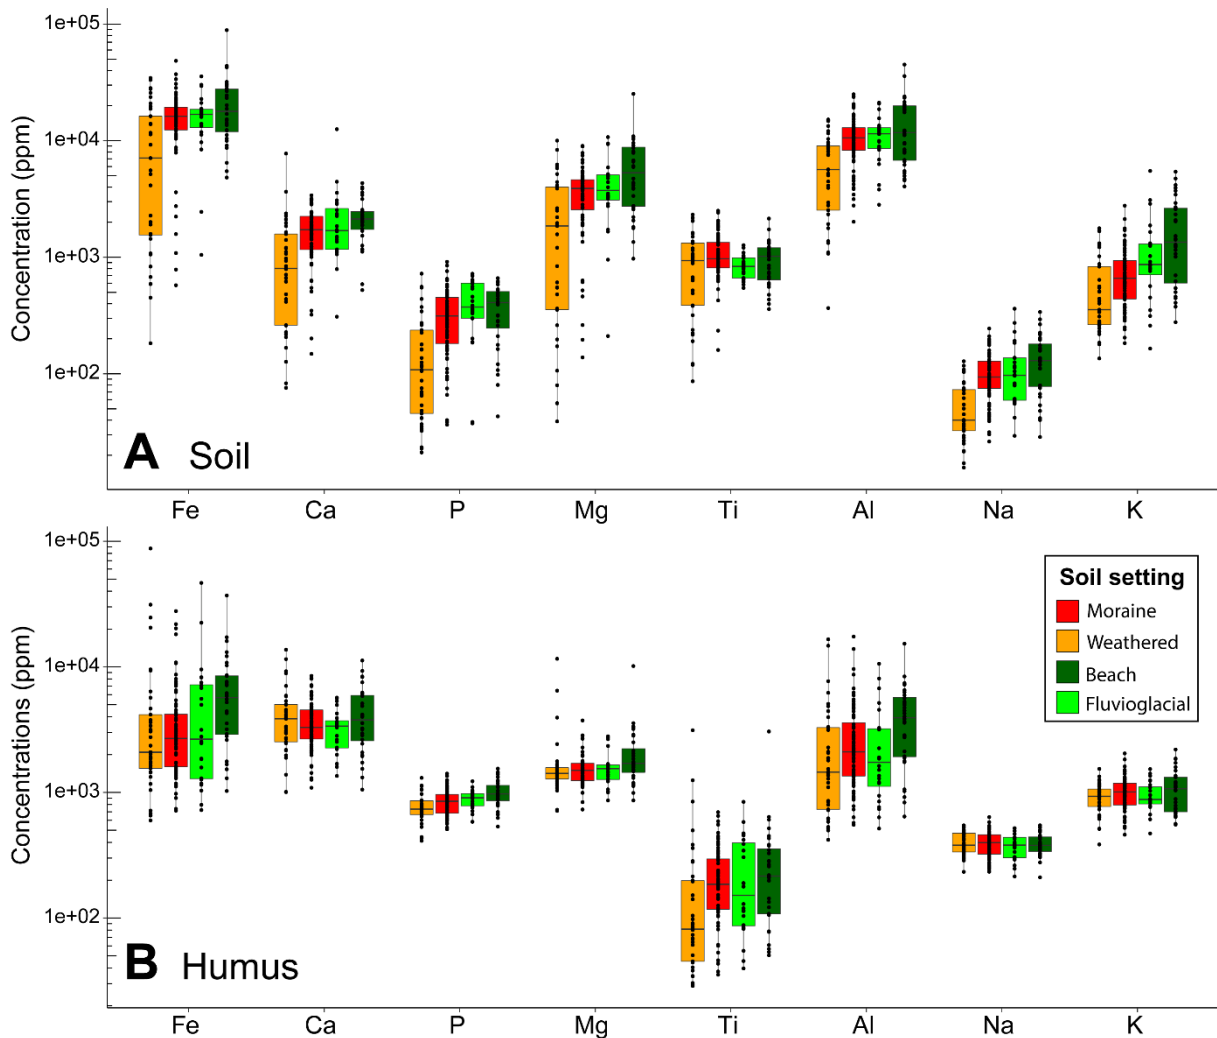 1e+05
1e+04
1e+03
1e+02
Concentration (ppm)
A Soil
Fe Ca P Mg Ti Al Na K
1e+05
1e+04
1e+03
1e+02
Concentrations (ppm)
Soil setting
Moraine
Weathered
Beach
Fluvioglacial
B Humus
Fe Ca P Mg Ti Al Na K